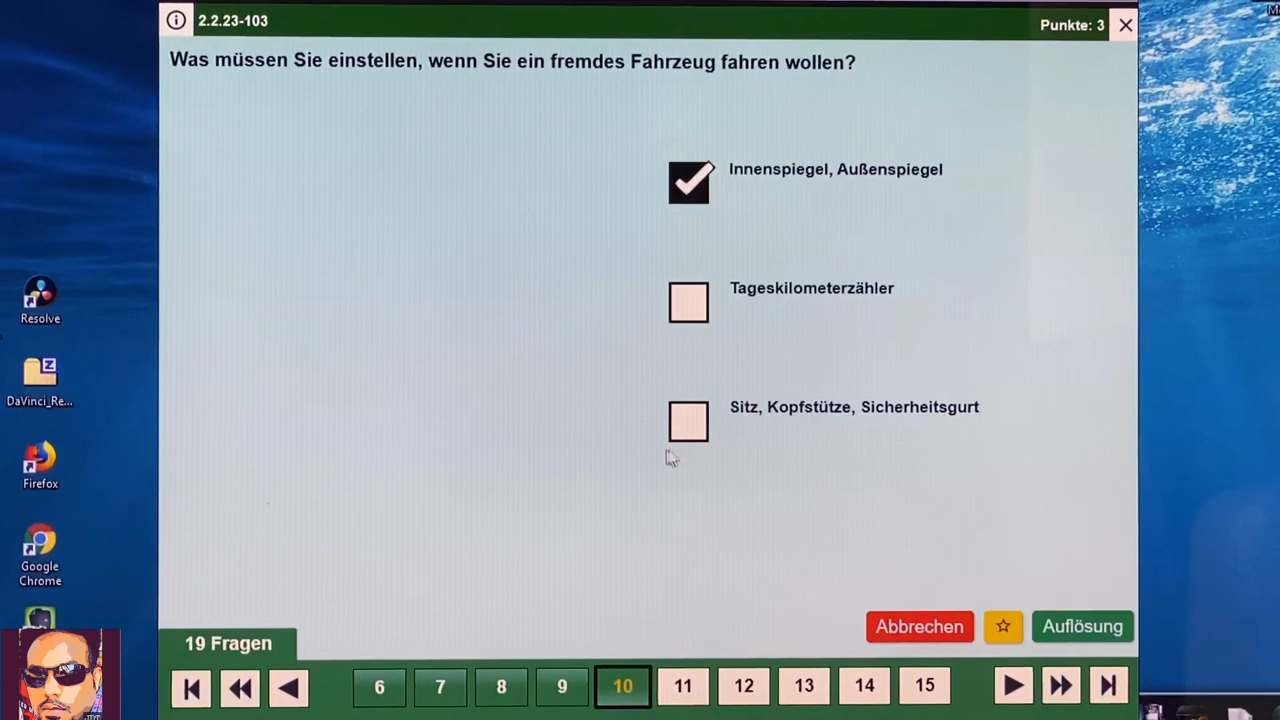 2.2.23-103
Punkte: 3
Was müssen Sie einstellen, wenn Sie ein fremdes Fahrzeug fahren wollen?
Innenspiegel, Außenspiegel
Tageskilometerzähler
Sitz, Kopfstütze, Sicherheitsgurt
Resolve
DaVinci_Re...
Firefox
Google
Chrome
Abbrechen
Auflösung
19 Fragen
6 7 8 9 10 11 12 13 14 15